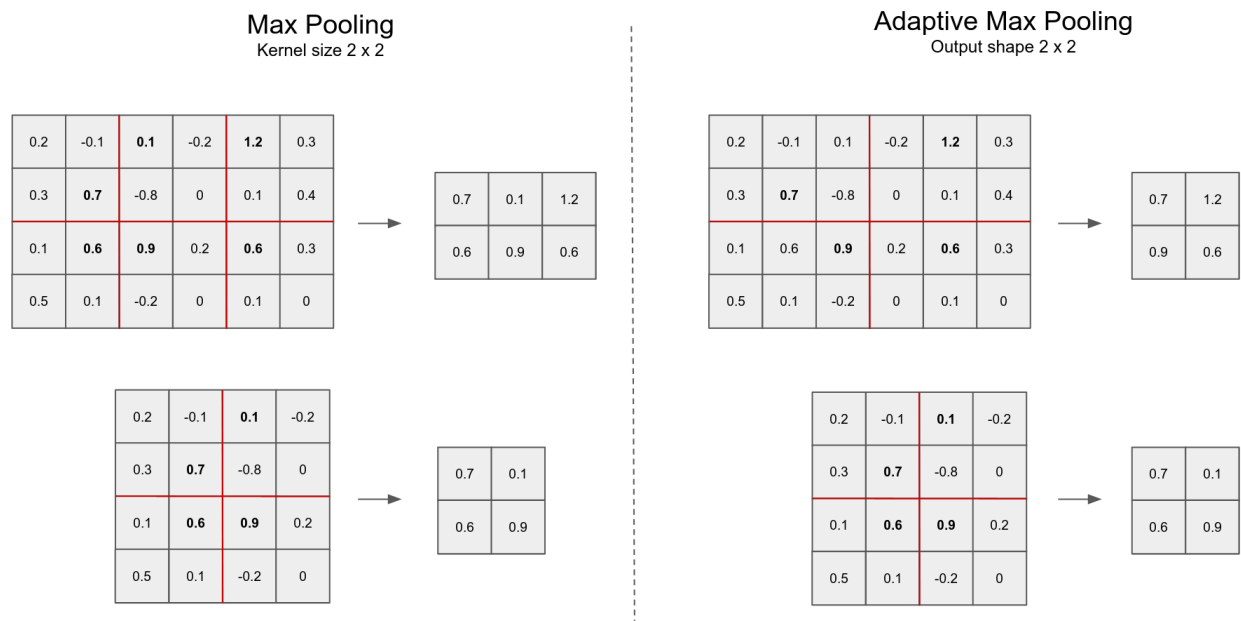 Max Pooling
Kernel size 2 x 2
0.2 -0.1 0.1 -0.2 1.2 0.3
0.3 0.7 -0.8 0 0.1 0.4
0.1 0.6 0.9 0.2 0.6 0.3
0.5 0.1 -0.2 0 0.1 0
0.7 0.1 1.2
0.6 0.9 0.6
0.2 -0.1 0.1 -0.2
0.3 0.7 -0.8 0
0.1 0.6 0.9 0.2
0.5 0.1 -0.2 0
0.7 0.1
0.6 0.9
Adaptive Max Pooling
Output shape 2 x 2
0.2 -0.1 0.1 -0.2 1.2 0.3
0.3 0.7 -0.8 0 0.1 0.4
0.1 0.6 0.9 0.2 0.6 0.3
0.5 0.1 -0.2 0 0.1 0
0.7 1.2
0.9 0.6
0.2 -0.1 0.1 -0.2
0.3 0.7 -0.8 0
0.1 0.6 0.9 0.2
0.5 0.1 -0.2 0
0.7 0.1
0.6 0.9